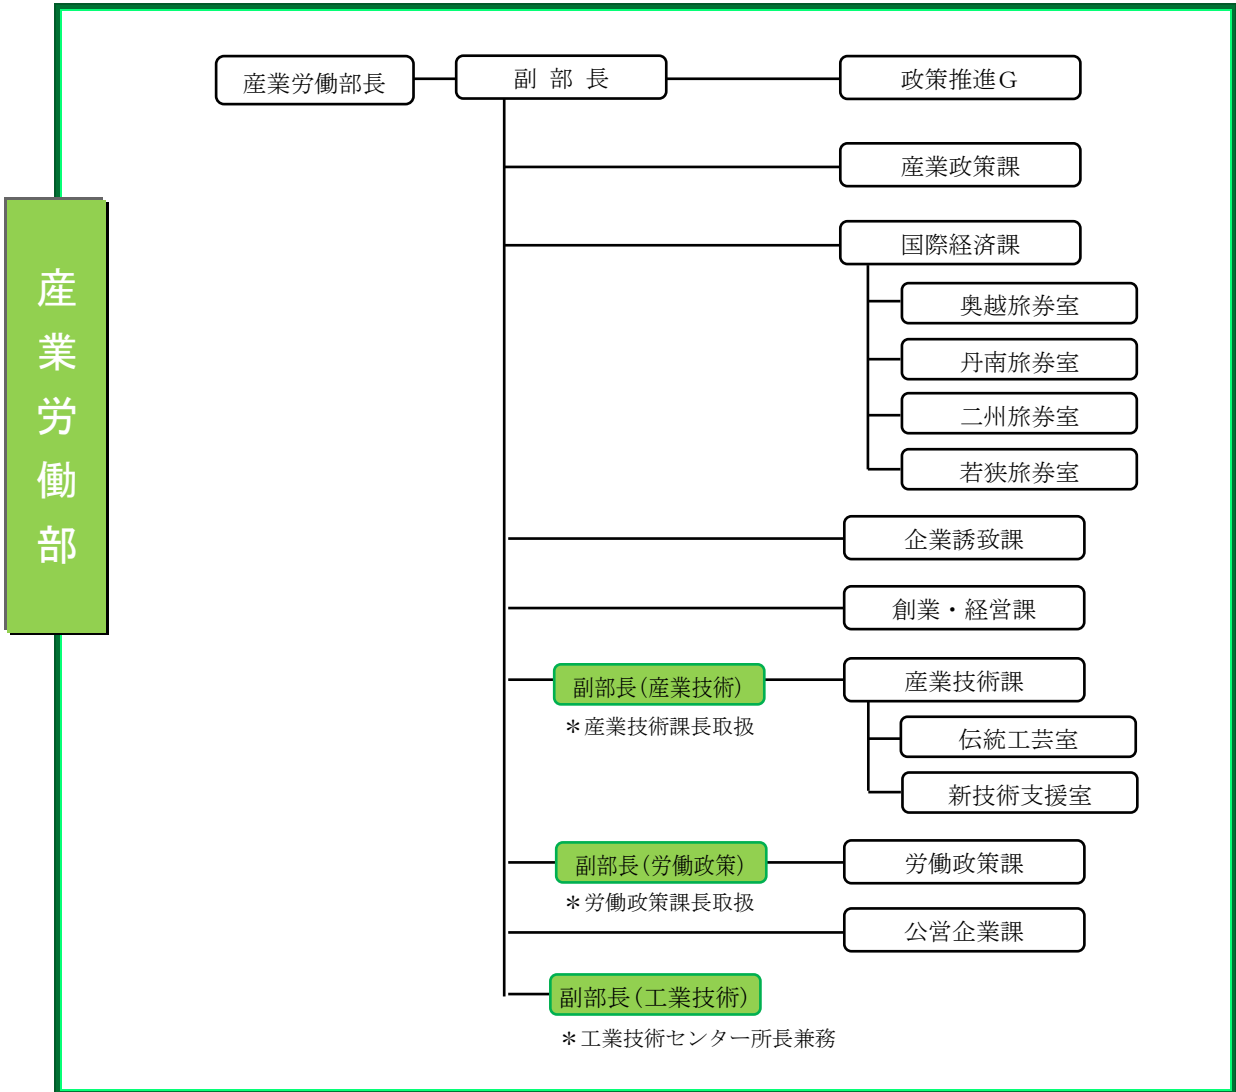 産業労働部
産業労働部長
副 部 長
政策推進G
産業政策課
国際経済課
奥越旅券室
丹南旅券室
二州旅券室
若狭旅券室
企業誘致課
創業・経営課
副部長(産業技術)
産業技術課
＊産業技術課長取扱
伝統工芸室
新技術支援室
副部長(労働政策)
労働政策課
＊労働政策課長取扱
公営企業課
副部長(工業技術)
＊工業技術センター所長兼務